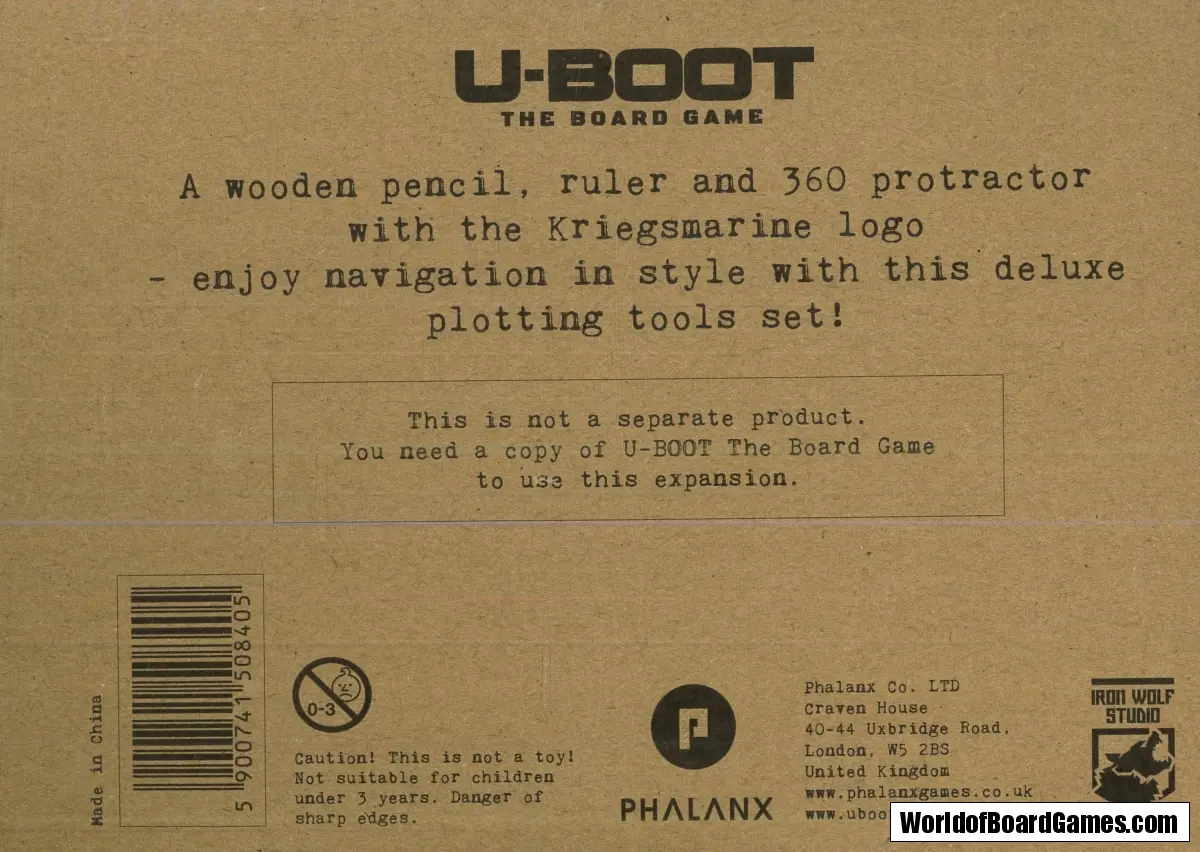 U-BOOT
THE BOARD GAME
A wooden pencil, ruler and 360 protractor
with the Kriegsmarine logo
- enjoy navigation in style with this deluxe
plotting tools set!
This is not a separate product.
You need a copy of U-BOOT The Board Game
to use this expansion.
Made in China
5 900741 508405
0-3
Caution! This is not a toy!
Not suitable for children
under 3 years. Danger of
sharp edges.
PHALANX
Phalanx Co. LTD
Craven House
40-44 Uxbridge Road,
London, W5 2BS
United Kingdom
www.phalanxgames.co.uk
IRON WOLF
STUDIO
WorldofBoardGames.com